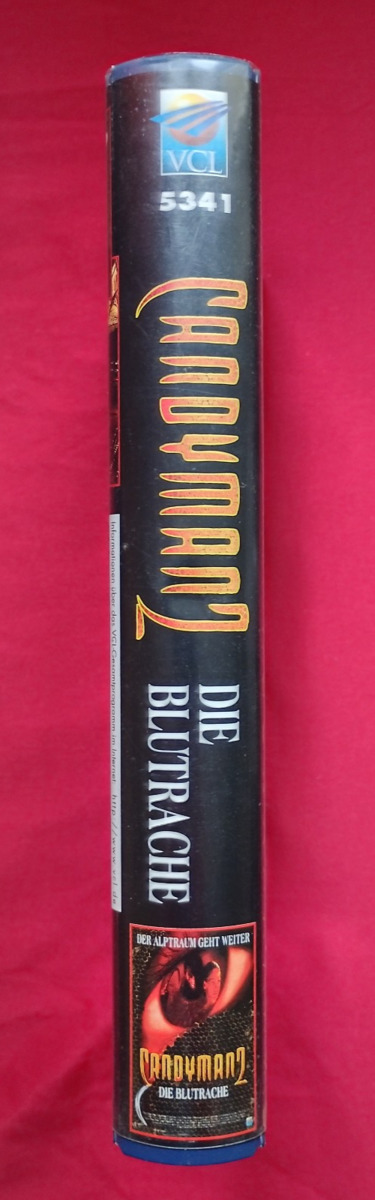 VCL
5341
CANDYMAN 2
DIE
BLUTRACHE
Informationen über das VCL-Gesamtprogramm im Internet: http://www.vcl.de
DER ALPTRAUM GEHT WEITER
CANDYMAN 2
DIE BLUTRACHE